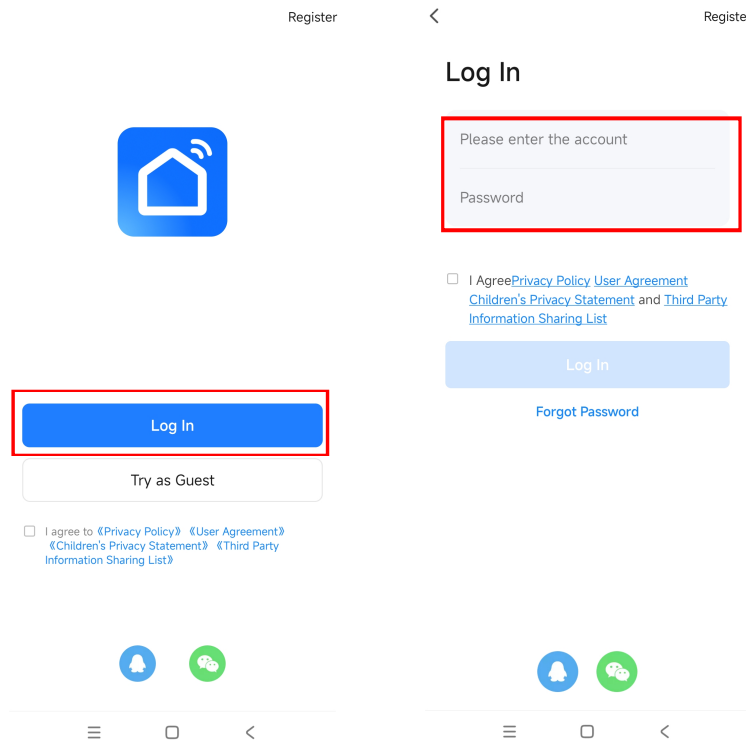 Register
Log In
Try as Guest
I agree to 《Privacy Policy》 《User Agreement》
《Children's Privacy Statement》 《Third Party
Information Sharing List》
Registe
Log In
Please enter the account
Password
I AgreePrivacy Policy User Agreement
Children's Privacy Statement and Third Party
Information Sharing List
Log In
Forgot Password